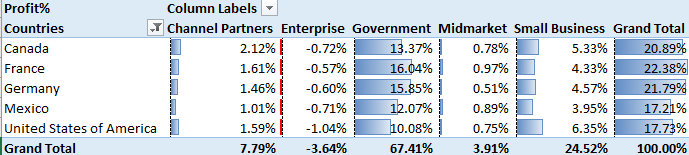 Profit% Column Labels
Countries Channel Partners Enterprise Government Midmarket Small Business Grand Total
Canada 2.12% -0.72% 13.37% 0.78% 5.33% 20.89%
France 1.61% -0.57% 16.04% 0.97% 4.33% 22.38%
Germany 1.46% -0.60% 15.85% 0.51% 4.57% 21.79%
Mexico 1.01% -0.71% 12.07% 0.89% 3.95% 17.21%
United States of America 1.59% -1.04% 10.08% 0.75% 6.35% 17.73%
Grand Total 7.79% -3.64% 67.41% 3.91% 24.52% 100.00%